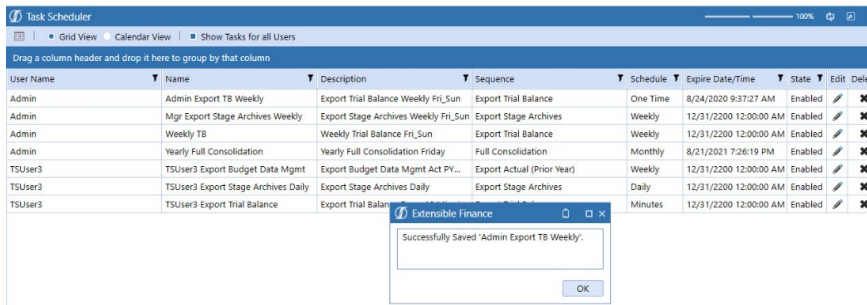 Task Scheduler 100%
Grid View Calendar View Show Tasks for all Users
Drag a column header and drop it here to group by that column
User Name Name Description Sequence Schedule Expire Date/Time State Edit Dele
Admin Admin Export TB Weekly Export Trial Balance Weekly Fri_Sun Export Trial Balance One Time 8/24/2020 9:37:27 AM Enabled
Admin Mgr Export Stage Archives Weekly Export Stage Archives Weekly Fri_Sun Export Stage Archives Weekly 12/31/2200 12:00:00 AM Enabled
Admin Weekly TB Weekly Trial Balance Fri_Sun Export Trial Balance Weekly 12/31/2200 12:00:00 AM Enabled
Admin Yearly Full Consolidation Yearly Full Consolidation Friday Full Consolidation Monthly 8/21/2021 7:26:19 PM Enabled
TSUser3 TSUser3 Export Budget Data Mgmt Export Budget Data Mgmt Act PY... Export Actual (Prior Year) Weekly 12/31/2200 12:00:00 AM Enabled
TSUser3 TSUser3 Export Stage Archives Daily Export Stage Archives Daily Export Stage Archives Daily 12/31/2200 12:00:00 AM Enabled
TSUser3 TSUser3 Export Trial Balance Export Trial Minutes 12/31/2200 12:00:00 AM Enabled
Extensible Finance
Successfully Saved 'Admin Export TB Weekly'.
OK